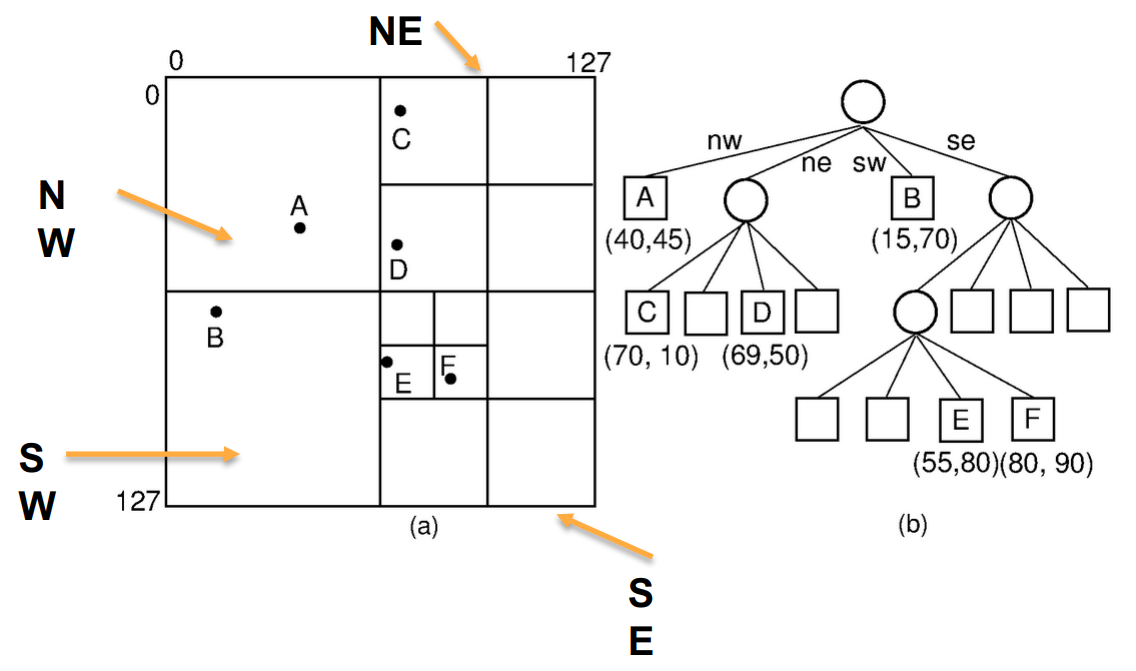 NE
0
127
0
C
N
W
A
D
B
E
F
S
W
127
(a)
S
E
nw
ne
sw
se
A
B
(40,45)
(15,70)
C
D
(70, 10)
(69,50)
E
F
(55,80)
(80, 90)
(b)